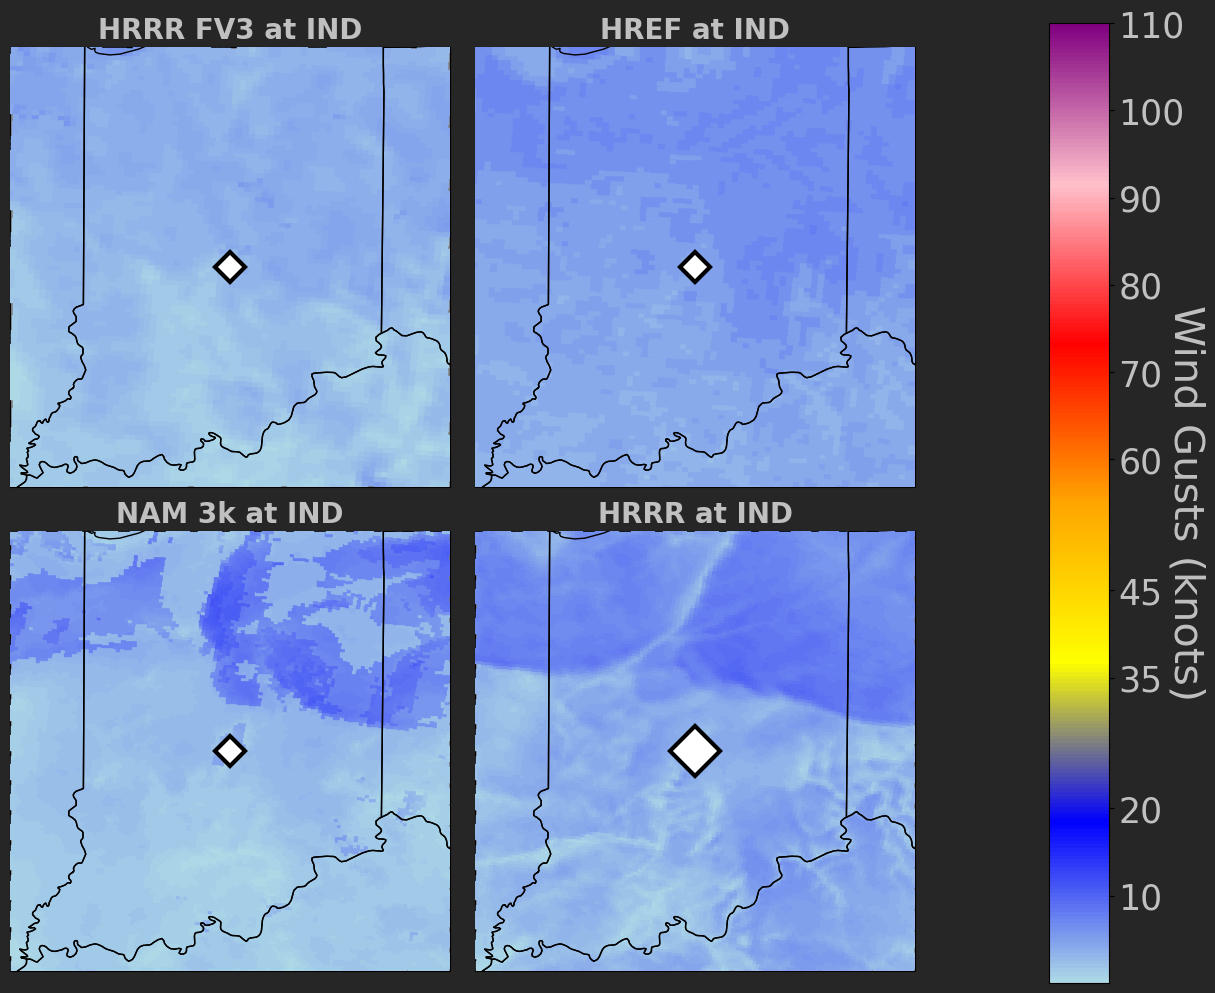 HRRR FV3 at IND
HREF at IND
NAM 3k at IND
HRRR at IND
110
100
90
80
70
60
45
35
20
10
Wind Gusts (knots)